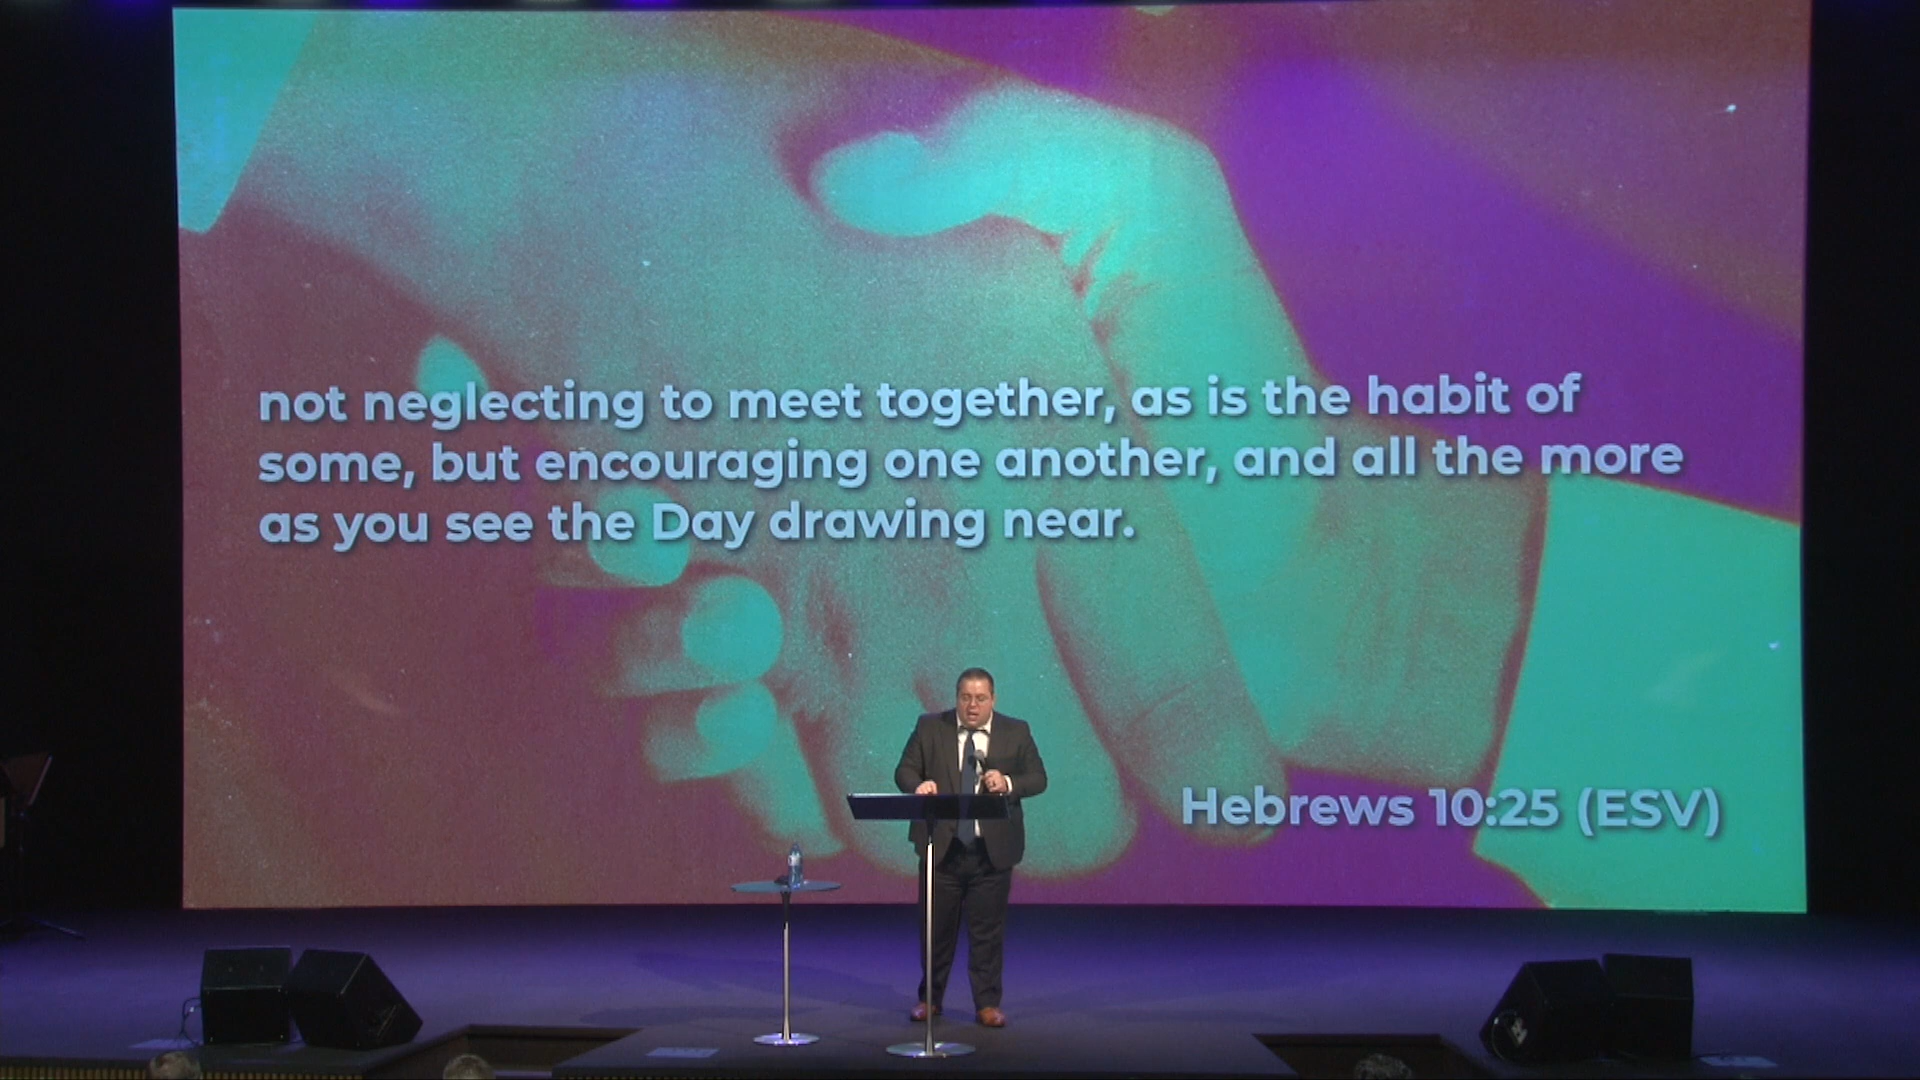 not neglecting to meet together, as is the habit of
some, but encouraging one another, and all the more
as you see the Day drawing near.
Hebrews 10:25 (ESV)